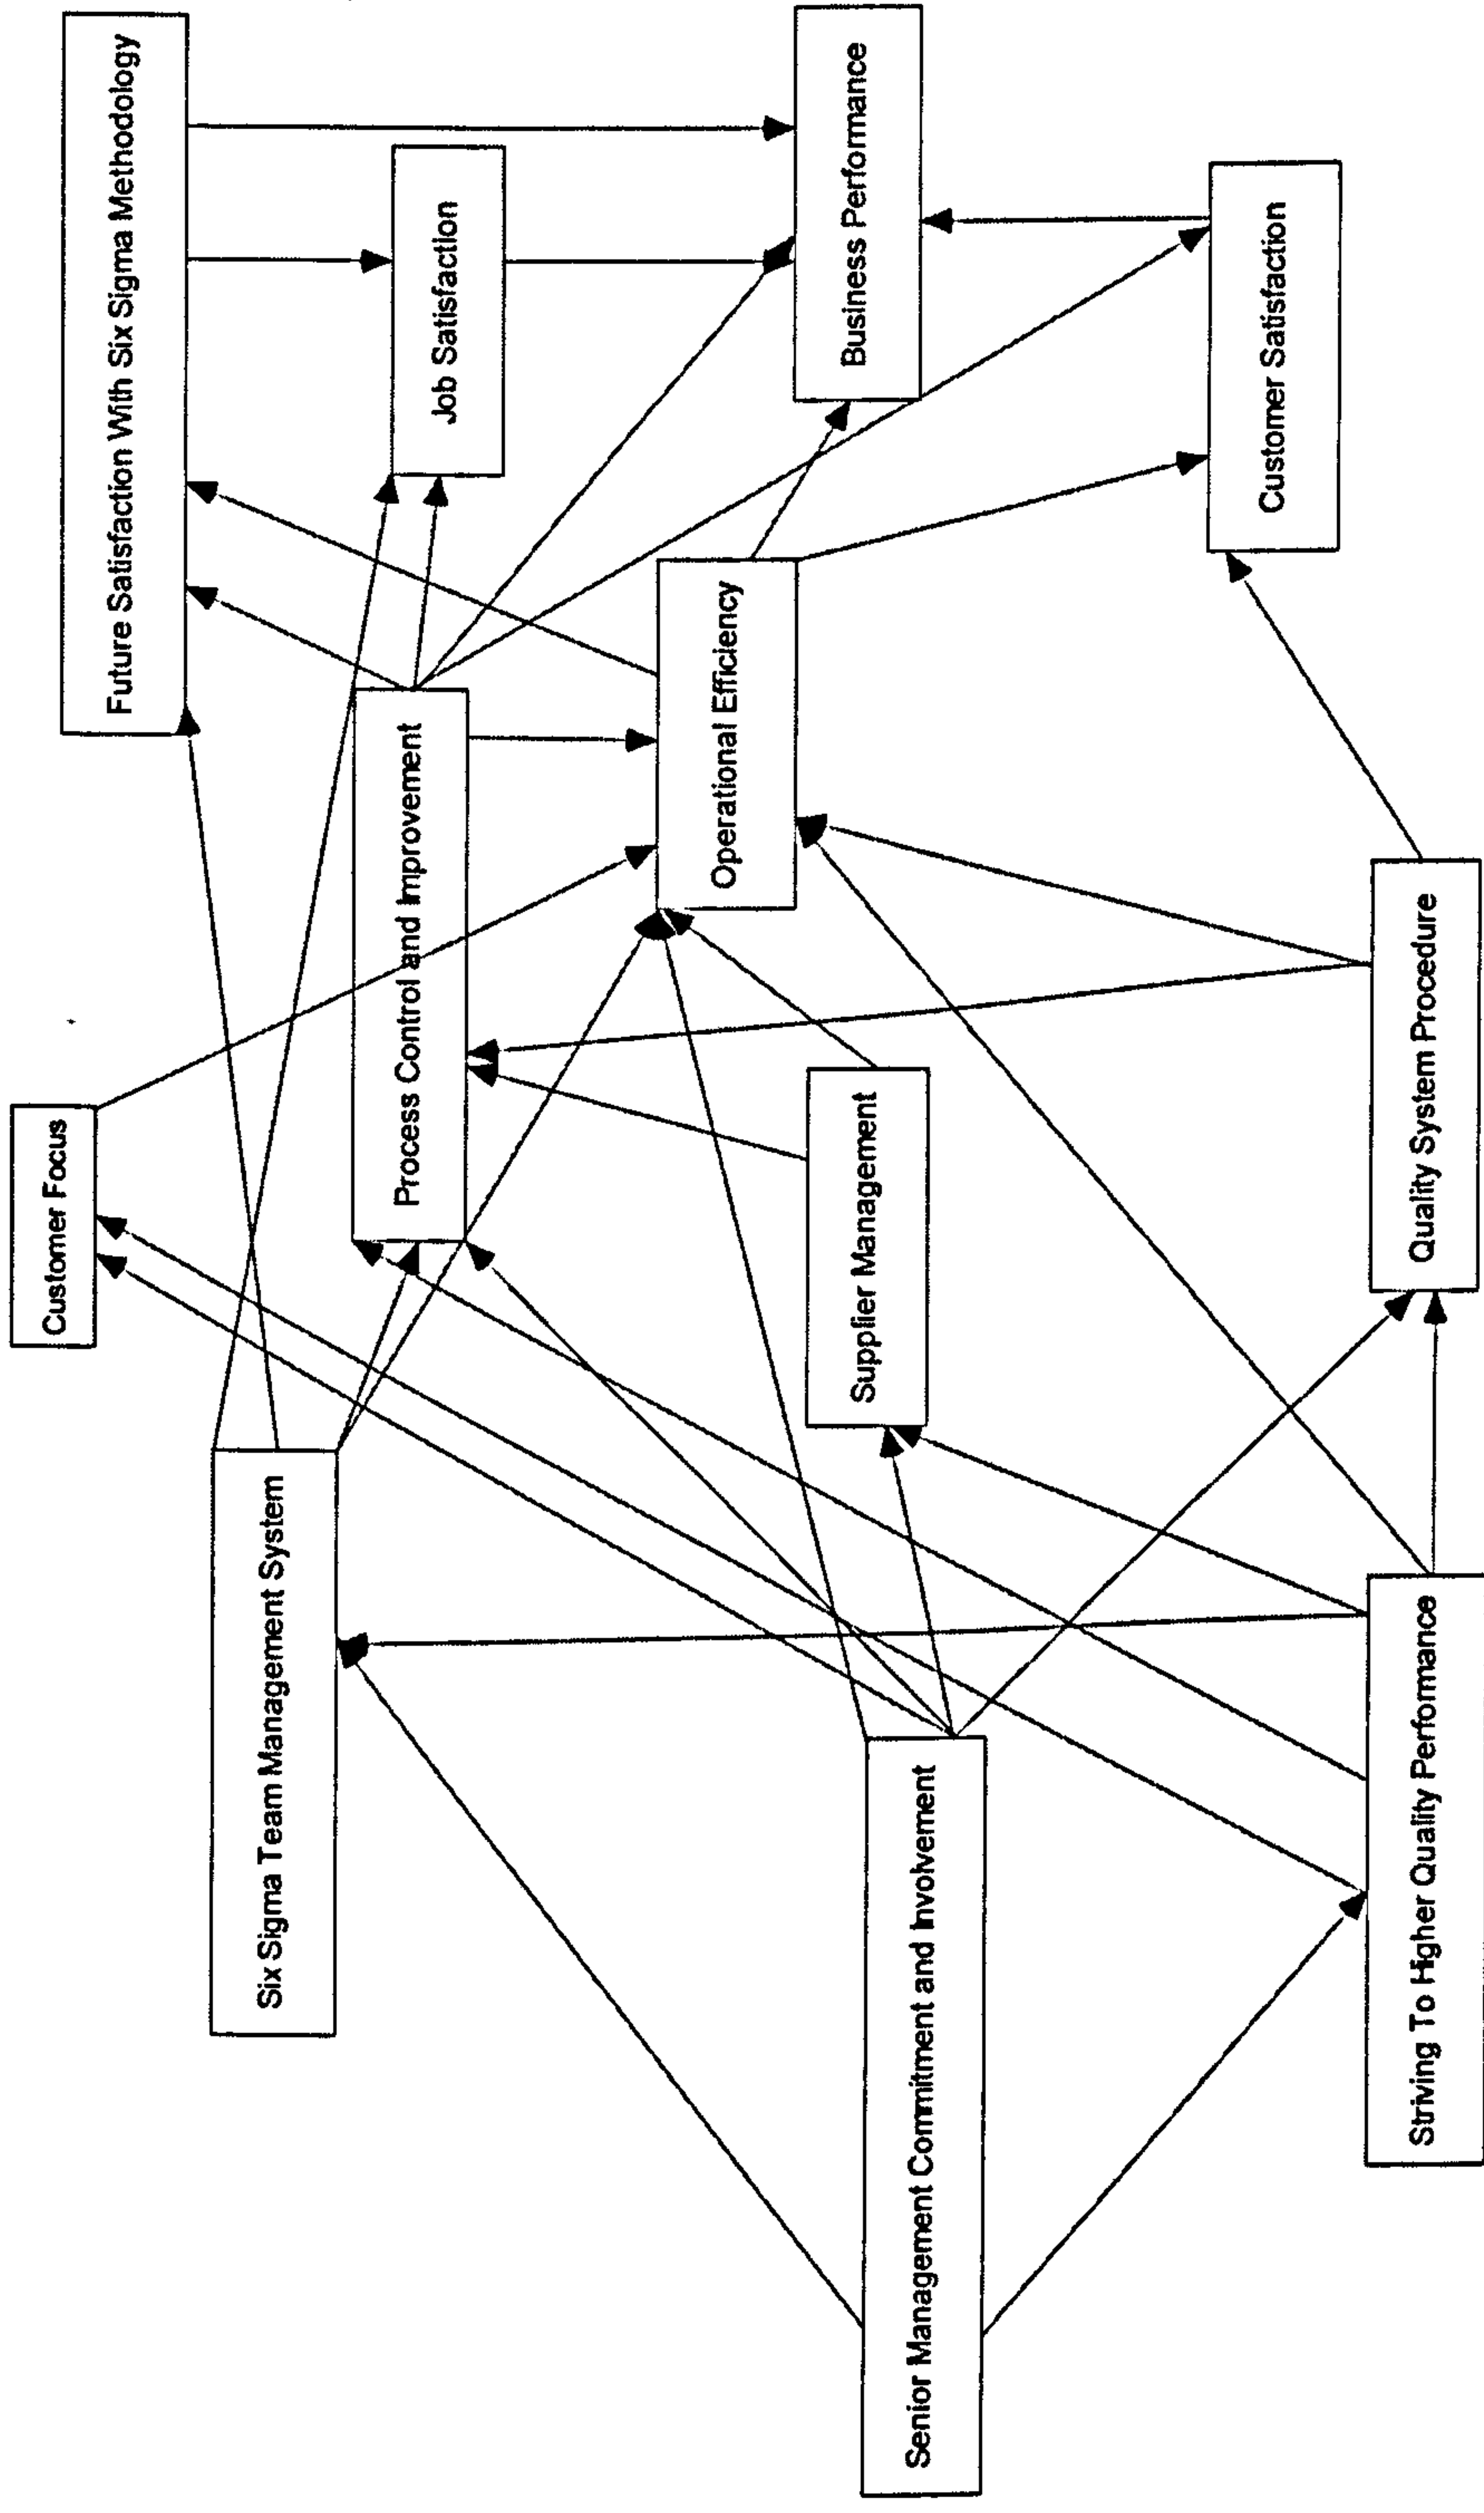 Customer Focus
Future Satisfaction With Six Sigma Methodology
Six Sigma Team Management System
Process Control and Improvement
Job Satisfaction
Operational Efficiency
Business Performance
Supplier Management
Senior Management Commitment and Involvement
Customer Satisfaction
Quality System Procedure
Striving To Higher Quality Performance